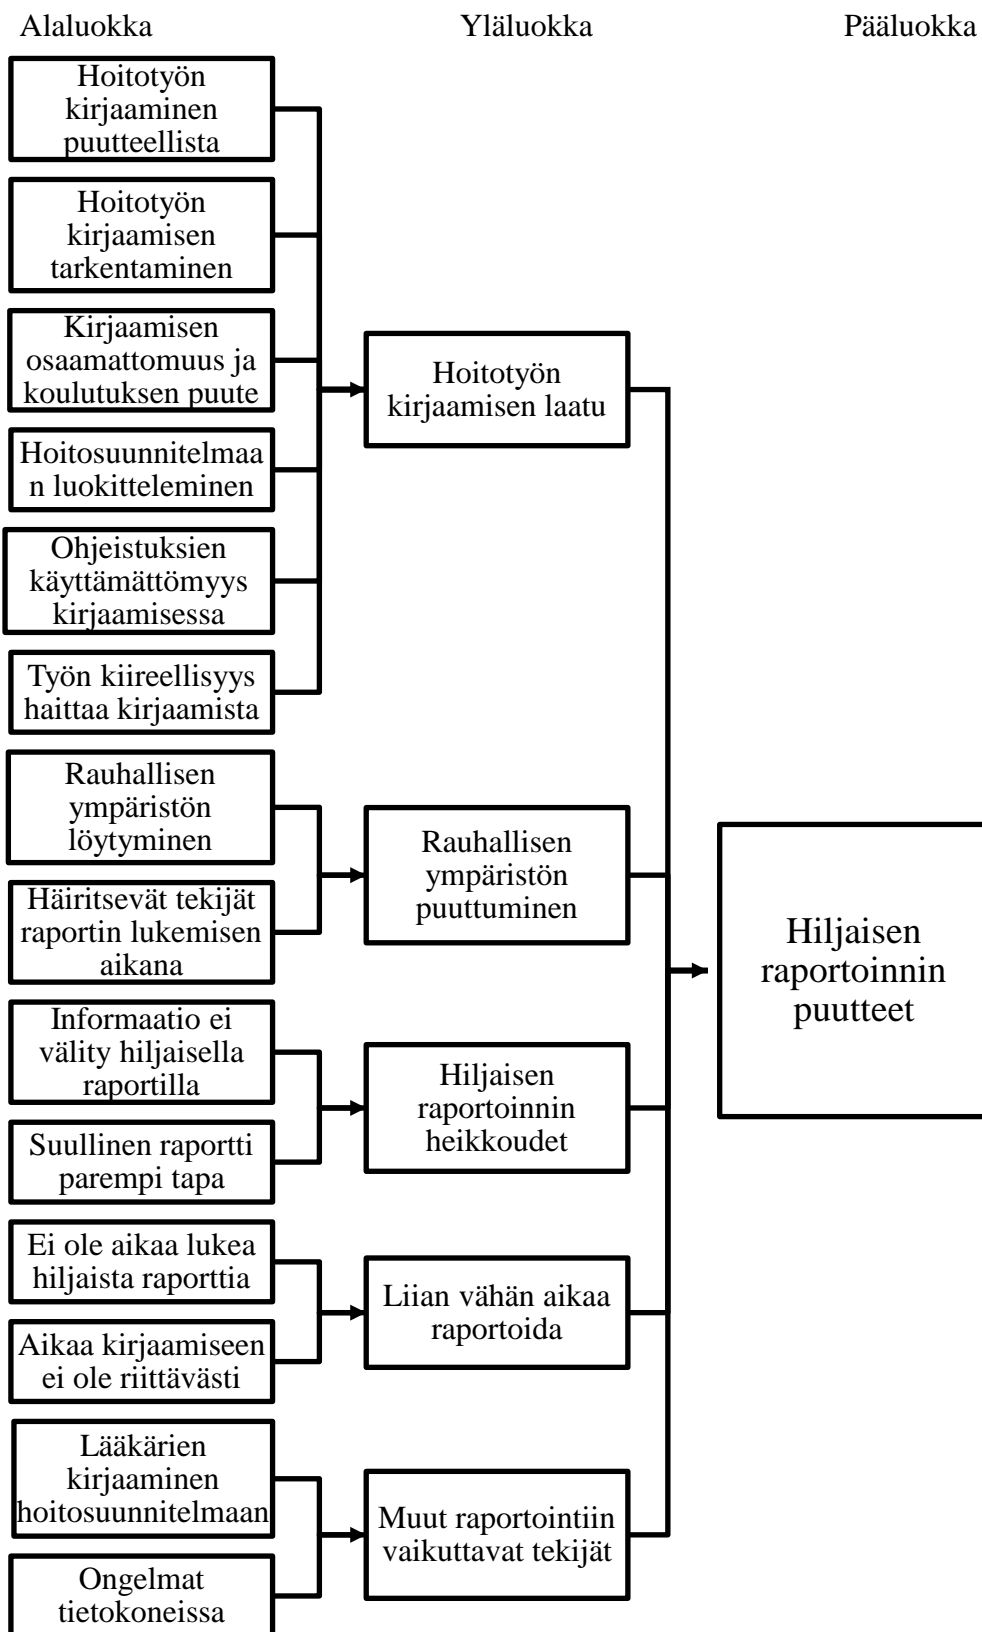 Alaluokka
Yläluokka
Pääluokka
Hoitotyön
kirjaaminen
puutteellista
Hoitotyön
kirjaamisen
tarkentaminen
Kirjaamisen
osaamattomuus ja
koulutuksen puute
Hoitosuunnitelmaa
n luokitteleminen
Ohjeistuksien
käyttämättömyys
kirjaamisessa
Työn kiireellisyys
haittaa kirjaamista
Hoitotyön
kirjaamisen laatu
Rauhallisen
ympäristön
löytyminen
Häiritsevät tekijät
raportin lukemisen
aikana
Rauhallisen
ympäristön
puuttuminen
Informaatio ei
välity hiljaisella
raportilla
Suullinen raportti
parempi tapa
Hiljaisen
raportoinnin
heikkoudet
Ei ole aikaa lukea
hiljaista raporttia
Aikaa kirjaamiseen
ei ole riittävästi
Liian vähän aikaa
raportoida
Lääkärien
kirjaaminen
hoitosuunnitelmaan
Ongelmat
tietokoneissa
Muut raportointiin
vaikuttavat tekijät
Hiljaisen
raportoinnin
puutteet